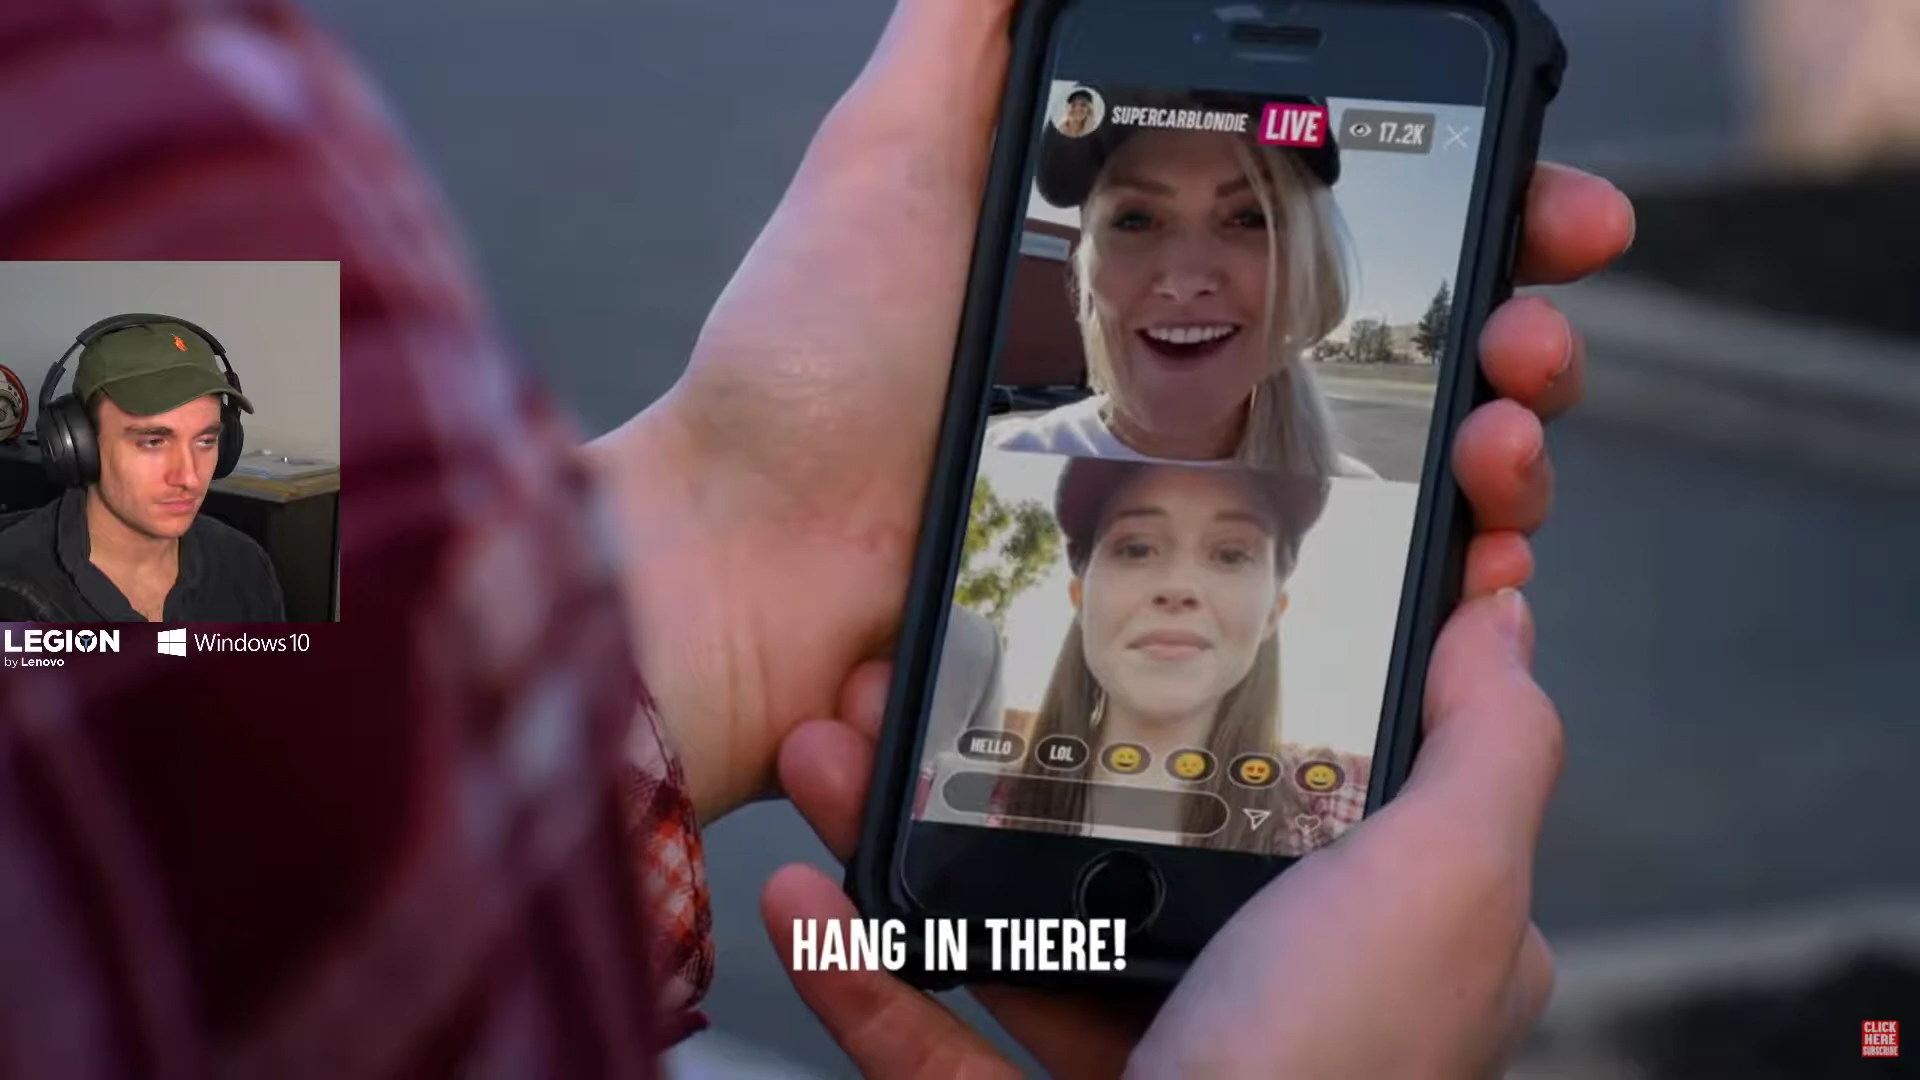 SUPERCARBLONDIE LIVE 17.2K
LEGION
by Lenovo
Windows 10
HELLO LOL
HANG IN THERE!
CLICK
HERE
SUBSCRIBE